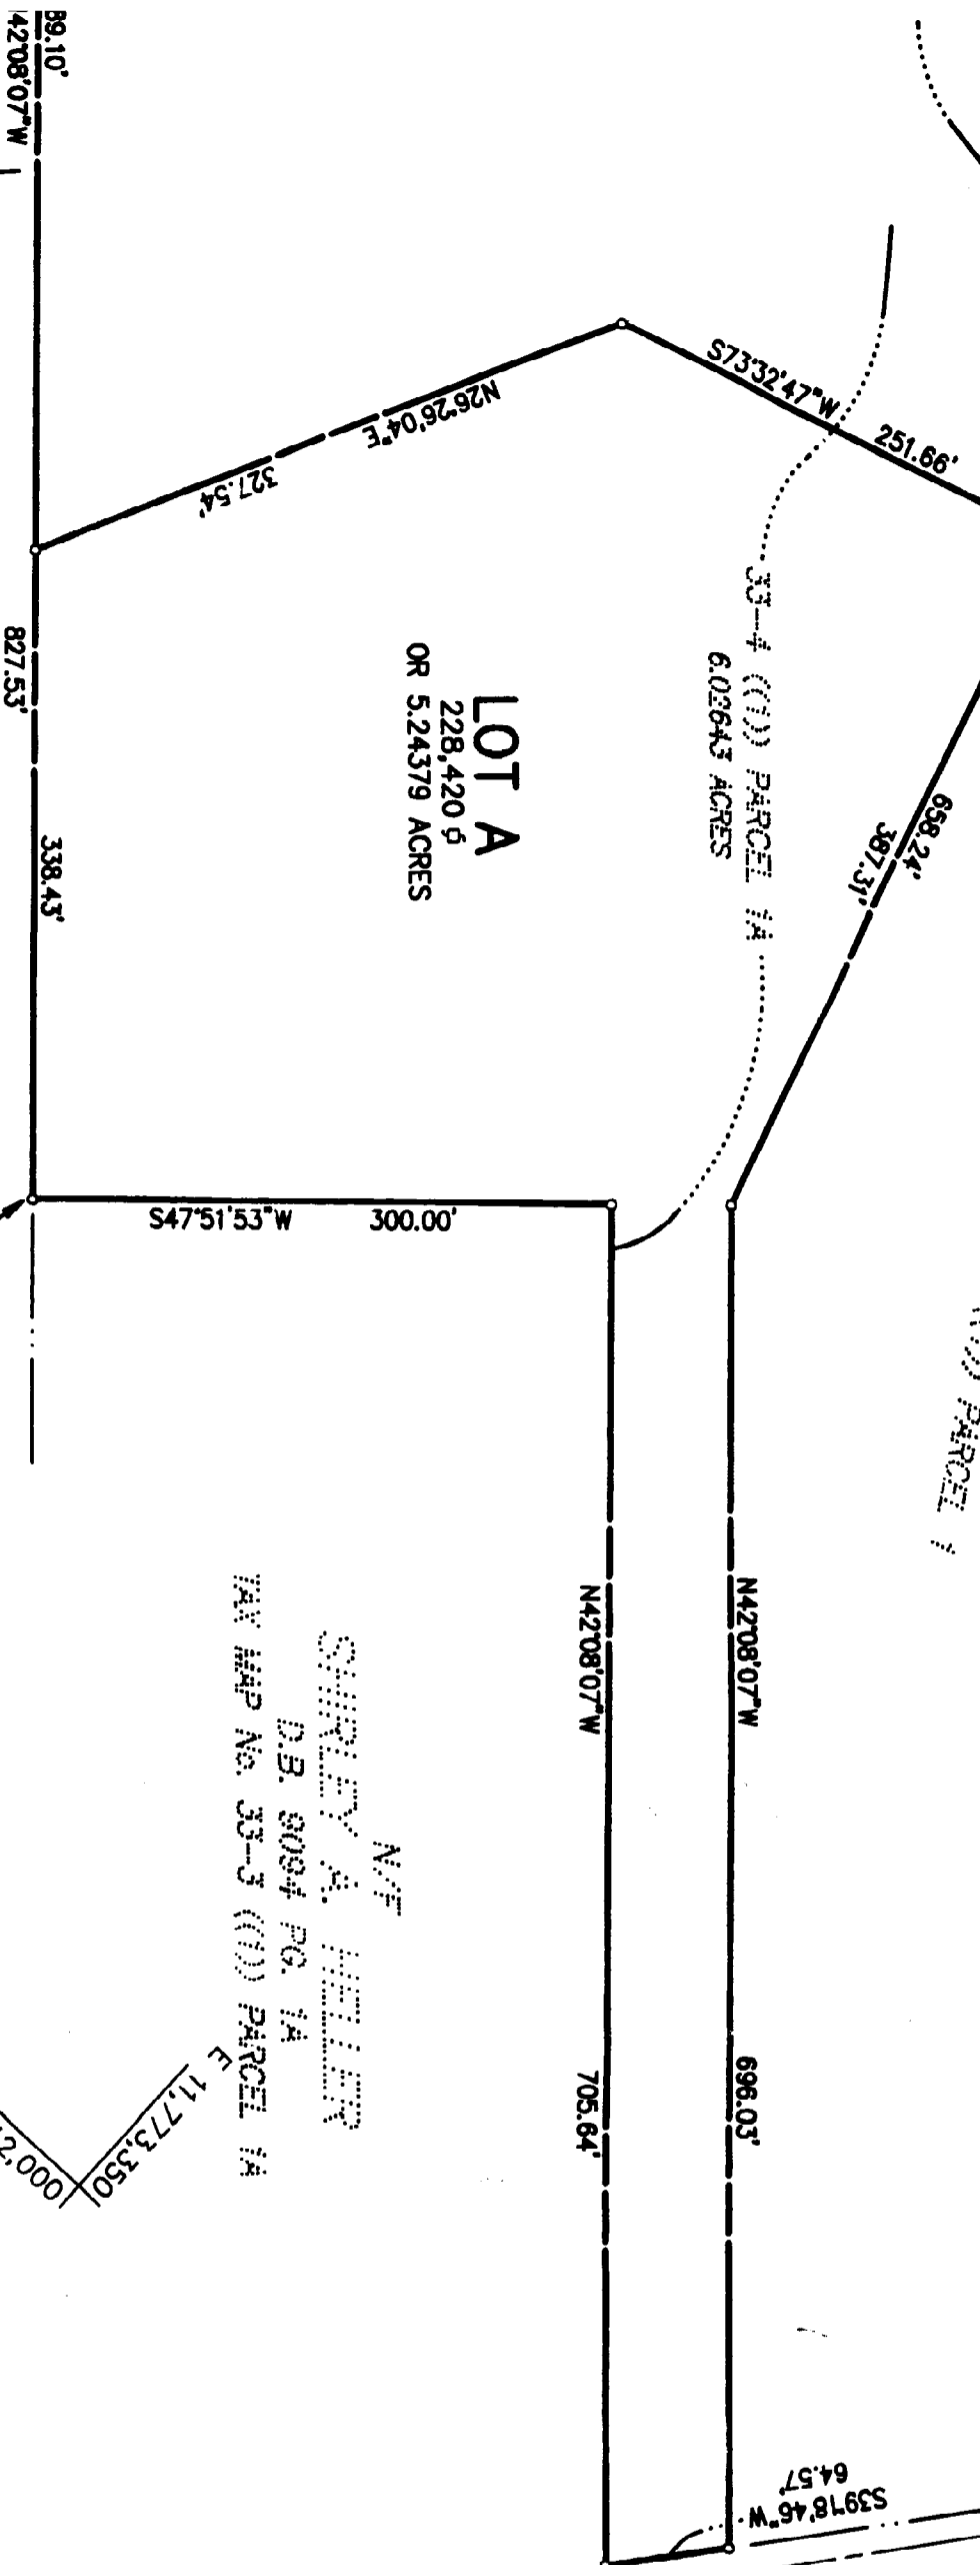 89.10'
42°08'07"W
S73°32'47"W
251.66'
N26°26'04"E
327.54'
33-4 ((1)) PARCEL 1A
6.02643 ACRES
LOT A
228,420
OR 5.24379 ACRES
658.24'
387.31'
827.53'
338.43'
S47°51'53"W 300.00'
PARCEL 1
N42°08'07"W
696.03'
N42°08'07"W
705.64'
N/F
SHIRLEY A. HELLER
D.B. 9094 PG. 1A
TAX MAP No. 33-3 ((1)) PARCEL 1A
E 11,773,350
2,000
S39°18'46"W
64.57'